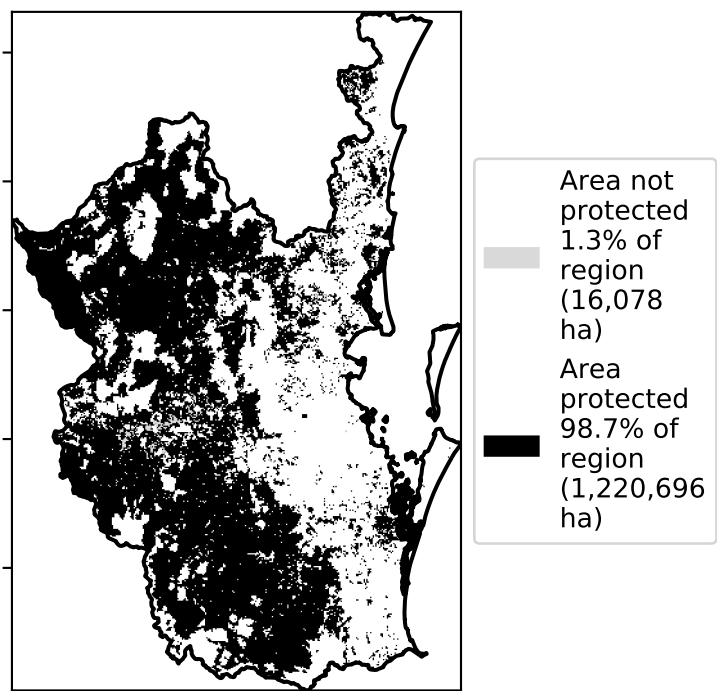 Area not
protected
1.3% of
region
(16,078
ha)
Area
protected
98.7% of
region
(1,220,696
ha)